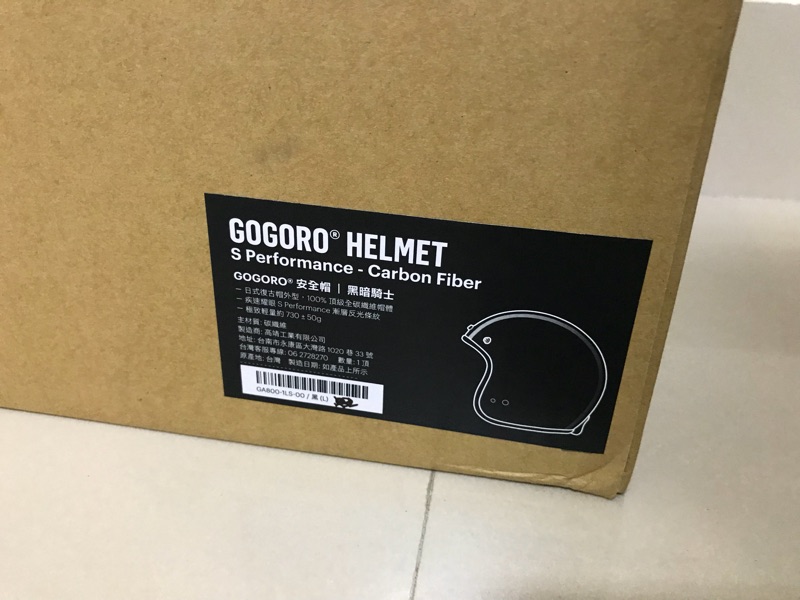 GOGORO® HELMET
S Performance - Carbon Fiber
GOGORO® 安全帽 | 黑暗騎士
– 日式復古帽外型，100% 頂級全碳纖維帽體
– 疾速耀眼 S Performance 漸層反光條紋
– 極致輕量約 730 ± 50g
主材質: 碳纖維
製造商: 高靖工業有限公司
地址: 台南市永康區大灣路 1020 巷 33 號
台灣客服專線: 06 2728270 數量: 1 頂
原產地: 台灣 製造日期: 如產品上所示
GA800-1LS-00 / 黑 (L)